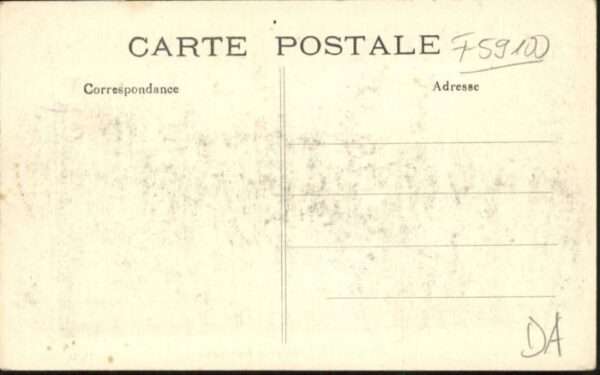 CARTE POSTALE F59100
Correspondance
Adresse
DA